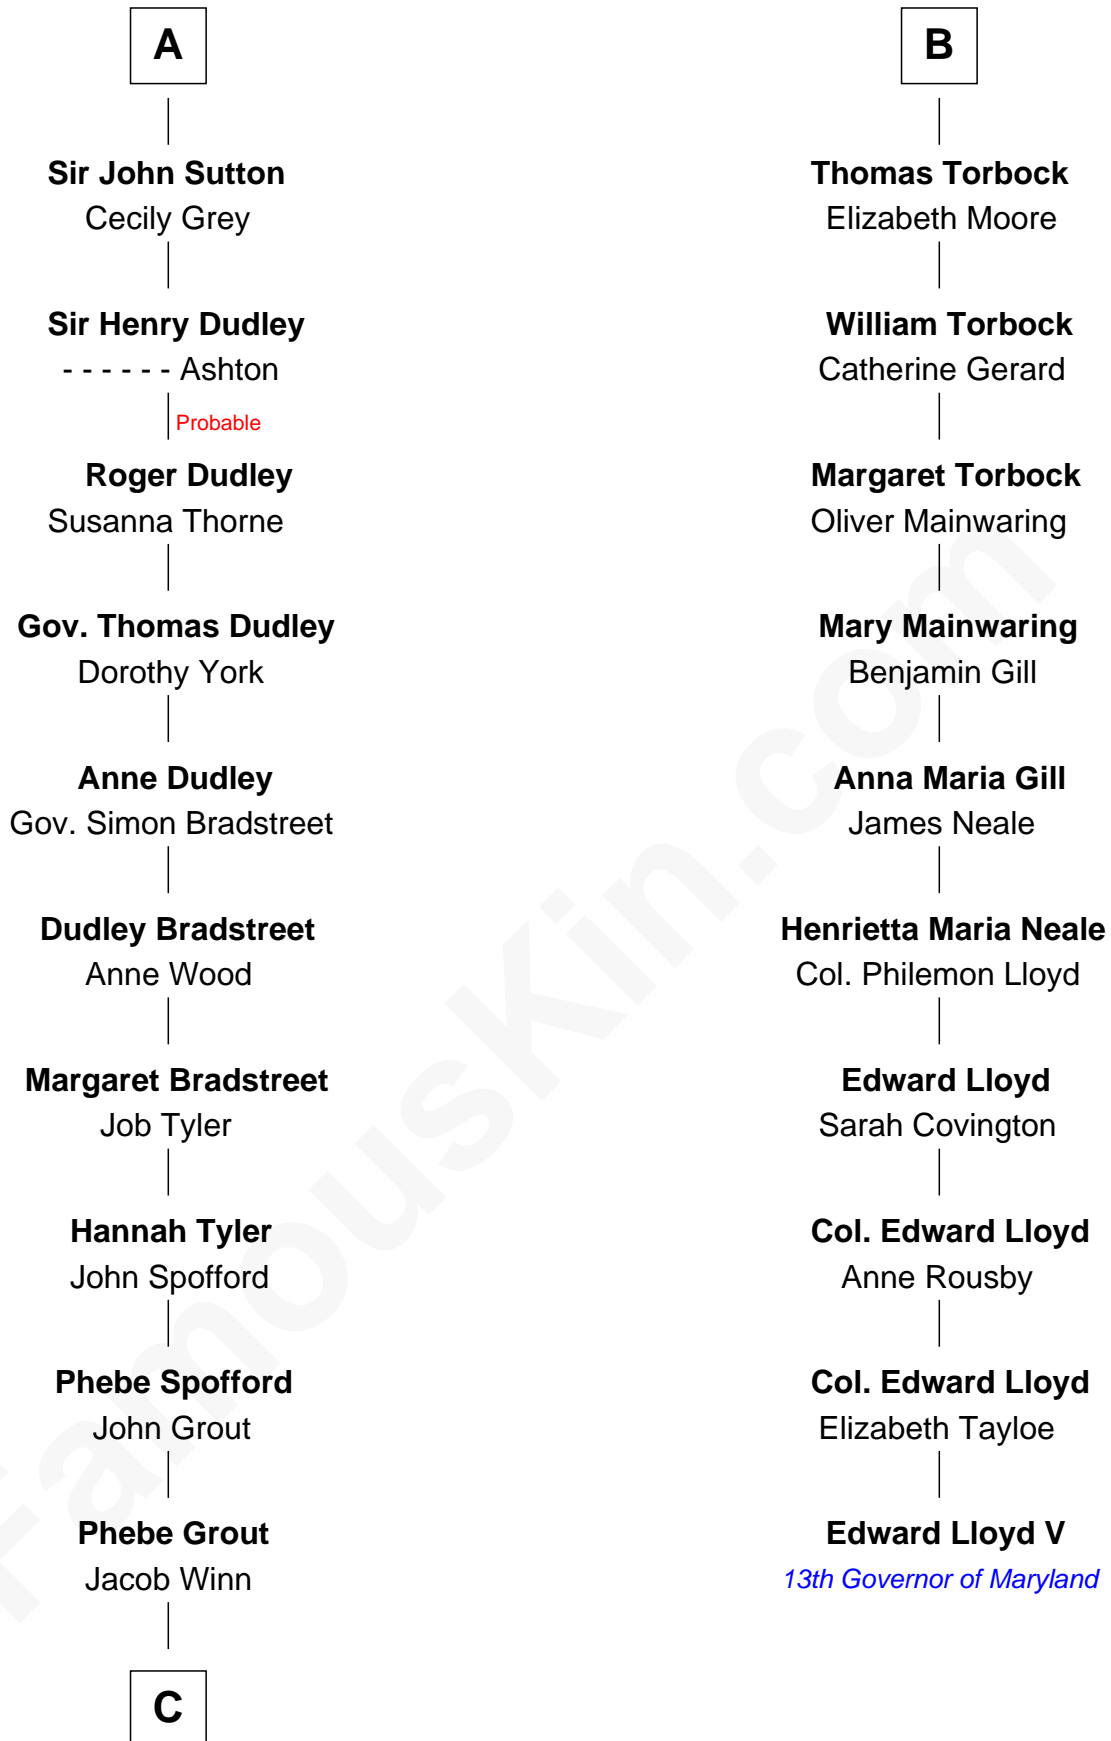 A
Sir John Sutton
Cecily Grey
Sir Henry Dudley
- - - - - - Ashton
Probable
Roger Dudley
Susanna Thorne
Gov. Thomas Dudley
Dorothy York
Anne Dudley
Gov. Simon Bradstreet
Dudley Bradstreet
Anne Wood
Margaret Bradstreet
Job Tyler
Hannah Tyler
John Spofford
Phebe Spofford
John Grout
Phebe Grout
Jacob Winn
C
B
Thomas Torbock
Elizabeth Moore
William Torbock
Catherine Gerard
Margaret Torbock
Oliver Mainwaring
Mary Mainwaring
Benjamin Gill
Anna Maria Gill
James Neale
Henrietta Maria Neale
Col. Philemon Lloyd
Edward Lloyd
Sarah Covington
Col. Edward Lloyd
Anne Rousby
Col. Edward Lloyd
Elizabeth Tayloe
Edward Lloyd V
13th Governor of Maryland
FamousKin.com